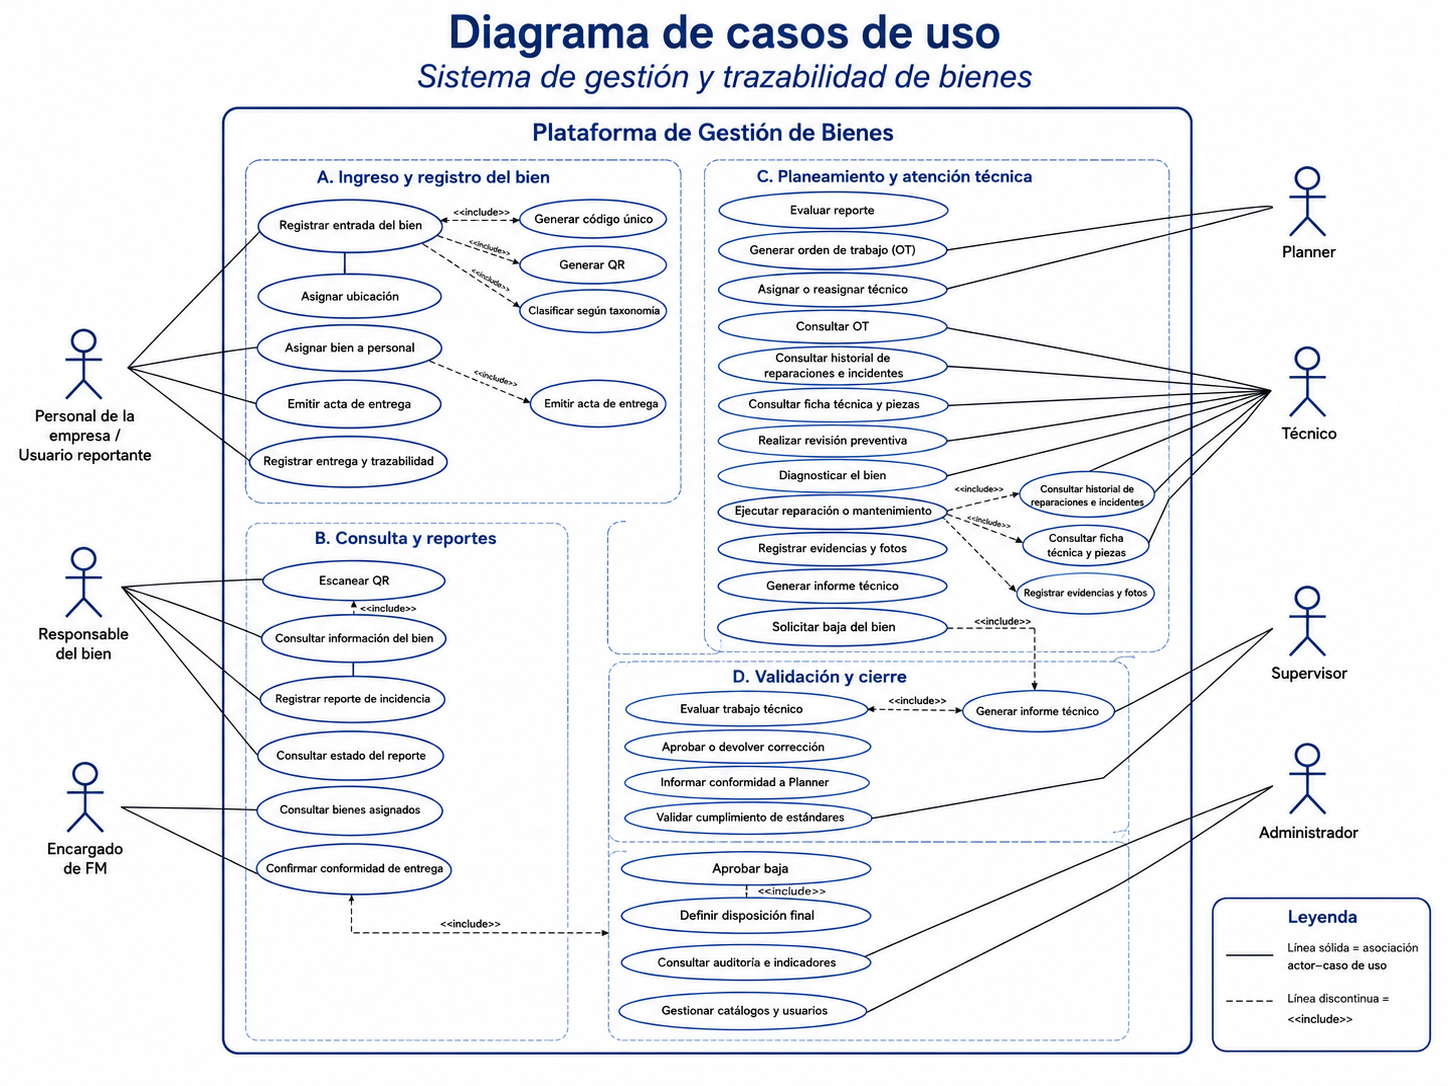 Diagrama de casos de uso
Sistema de gestión y trazabilidad de bienes
Plataforma de Gestión de Bienes
A. Ingreso y registro del bien
Registrar entrada del bien
<<include>>
Generar código único
<<include>>
Generar QR
<<include>>
Clasificar según taxonomia
Asignar ubicación
Asignar bien a personal
<<include>>
Emitir acta de entrega
Emitir acta de entrega
Registrar entrega y trazabilidad
Personal de la
empresa /
Usuario reportante
B. Consulta y reportes
Escanear QR
<<include>>
Consultar información del bien
Registrar reporte de incidencia
Consultar estado del reporte
Consultar bienes asignados
Confirmar conformidad de entrega
<<include>>
Responsable
del bien
Encargado
de FM
C. Planeamiento y atención técnica
Evaluar reporte
Generar orden de trabajo (OT)
Asignar o reasignar técnico
Consultar OT
Consultar historial de
reparaciones e incidentes
Consultar ficha técnica y piezas
Realizar revisión preventiva
Diagnosticar el bien
Ejecutar reparación o mantenimiento
<<include>>
Consultar historial de
reparaciones e incidentes
<<include>>
Consultar ficha
técnica y piezas
Registrar evidencias y fotos
Registrar evidencias y fotos
Generar informe técnico
Solicitar baja del bien
<<include>>
D. Validación y cierre
Evaluar trabajo técnico
<<include>>
Generar informe técnico
Aprobar o devolver corrección
Informar conformidad a Planner
Validar cumplimiento de estándares
Aprobar baja
<<include>>
Definir disposición final
Consultar auditoría e indicadores
Gestionar catálogos y usuarios
Planner
Técnico
Supervisor
Administrador
Leyenda
Línea sólida = asociación
actor–caso de uso
Línea discontinua =
<<include>>